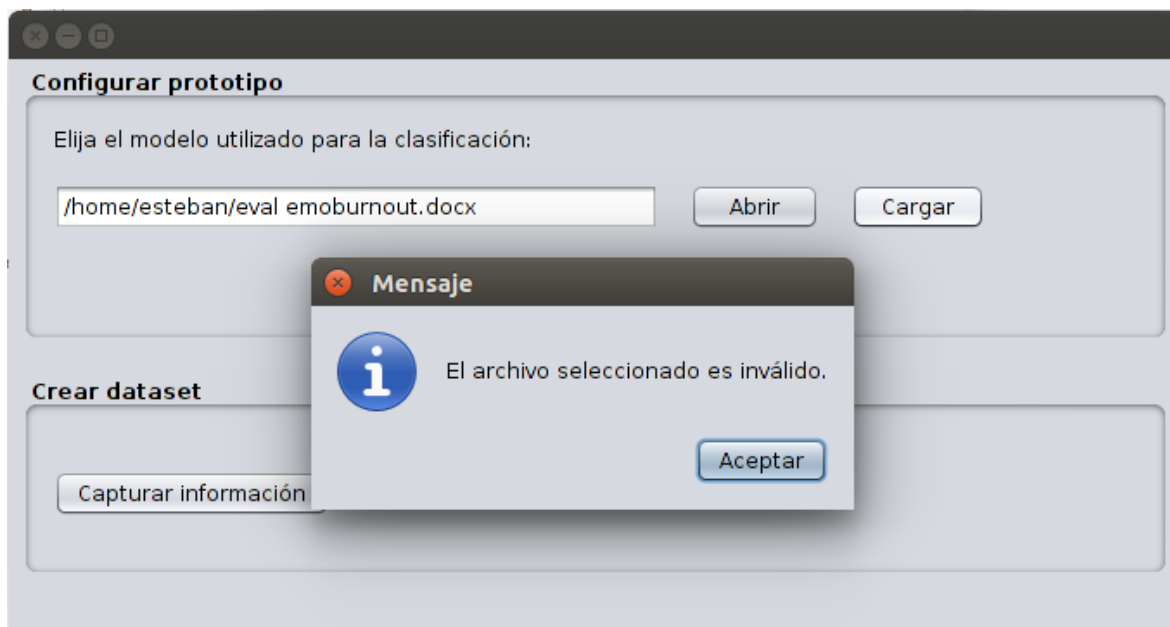 Configurar prototipo
Elija el modelo utilizado para la clasificación:
/home/esteban/eval emoburnout.docx
Abrir
Cargar
Mensaje
El archivo seleccionado es inválido.
Aceptar
Crear dataset
Capturar información